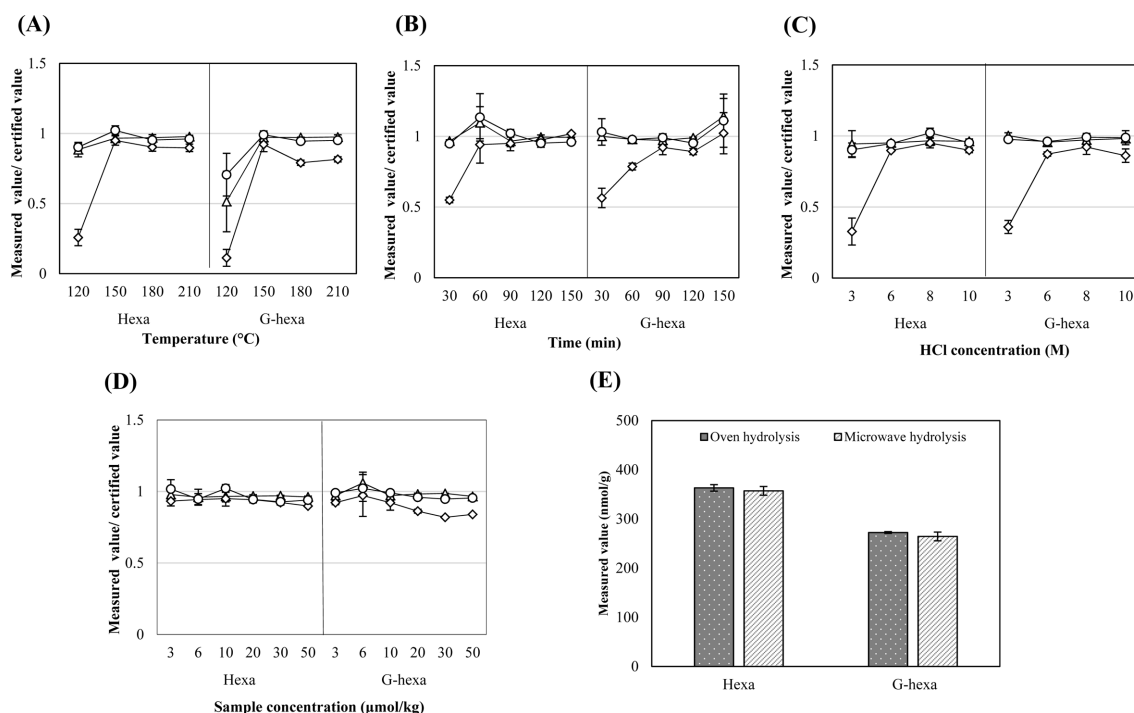 (A)
Measured value/ certified value
1.5
1
0.5
0
120 150 180 210 120 150 180 210
Hexa G-hexa
Temperature (°C)
(B)
Measured value/ certified value
1.5
1
0.5
0
30 60 90 120 150 30 60 90 120 150
Hexa G-hexa
Time (min)
(C)
Measured value/ certified value
1.5
1
0.5
0
3 6 8 10 3 6 8 10
Hexa G-hexa
HCl concentration (M)
(D)
Measured value/ certified value
1.5
1
0.5
0
3 6 10 20 30 50 3 6 10 20 30 50
Hexa G-hexa
Sample concentration (μmol/kg)
(E)
Measured value (nmol/g)
500
400
300
200
100
0
Oven hydrolysis Microwave hydrolysis
Hexa G-hexa